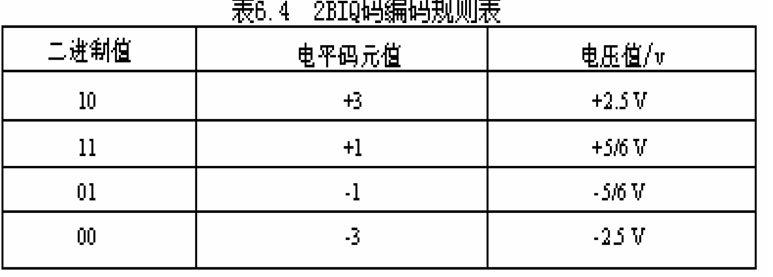 表6.4 2BIQ码编码规则表
二进制值 电平码元值 电压值/v
10 +3 +2.5 V
11 +1 +5/6 V
01 -1 -5/6 V
00 -3 -2.5 V